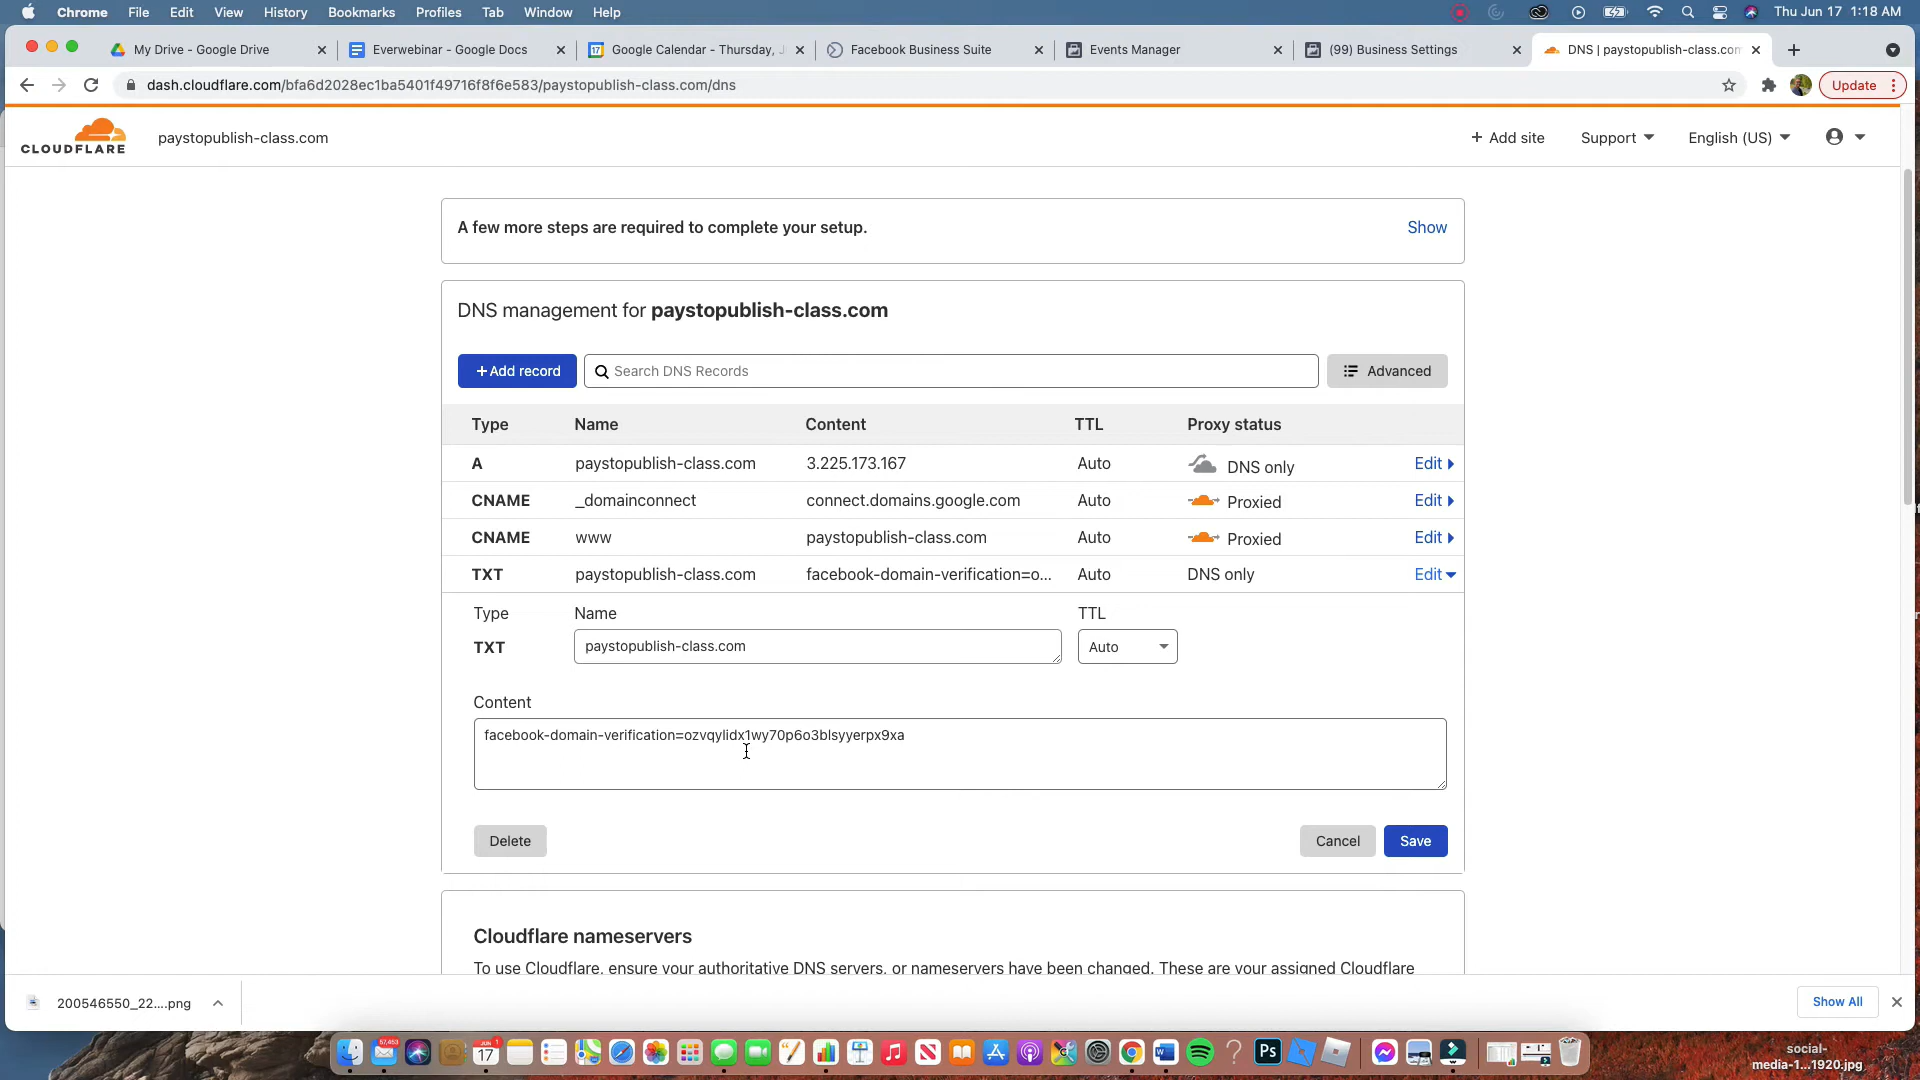 Chrome File Edit View History Bookmarks Profiles Tab Window Help Thu Jun 17 1:18 AM
My Drive - Google Drive Everwebinar - Google Docs Google Calendar - Thursday, J Facebook Business Suite Events Manager (99) Business Settings DNS | paystopublish-class.com
dash.cloudflare.com/bfa6d2028ec1ba5401f49716f8f6e583/paystopublish-class.com/dns Update
CLOUDFLARE paystopublish-class.com + Add site Support English (US)
A few more steps are required to complete your setup. Show
DNS management for paystopublish-class.com
+ Add record Search DNS Records Advanced
Type Name Content TTL Proxy status
A paystopublish-class.com 3.225.173.167 Auto DNS only Edit
CNAME _domainconnect connect.domains.google.com Auto Proxied Edit
CNAME www paystopublish-class.com Auto Proxied Edit
TXT paystopublish-class.com facebook-domain-verification=o... Auto DNS only Edit
Type Name TTL
TXT paystopublish-class.com Auto
Content
facebook-domain-verification=ozvqylidx1wy70p6o3blsyyerpx9xa
Delete Cancel Save
Cloudflare nameservers
To use Cloudflare, ensure your authoritative DNS servers, or nameservers have been changed. These are your assigned Cloudflare
200546550_22....png Show All
57,453
JUN
17
1
Ps
social-
media-1...1920.jpg